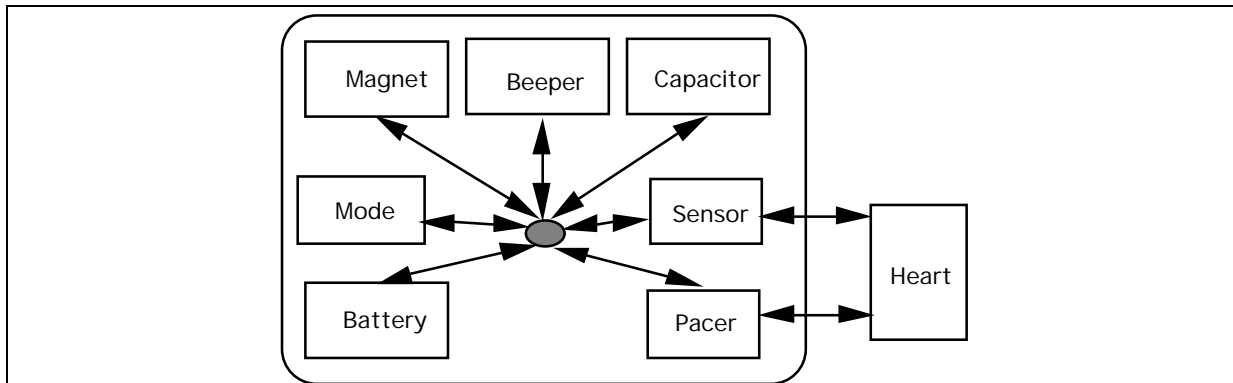 Magnet
Beeper
Capacitor
Mode
Sensor
Heart
Battery
Pacer